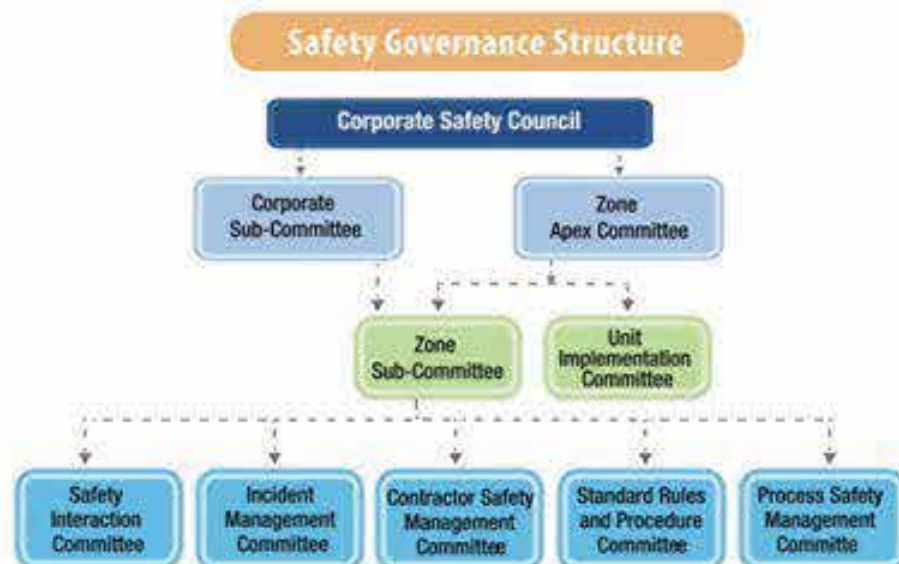 Safety Governance Structure
Corporate Safety Council
Corporate
Sub-Committee
Zone
Apex Committee
Zone
Sub-Committee
Unit
Implementation
Committee
Safety
Interaction
Committee
Incident
Management
Committee
Contractor Safety
Management
Committee
Standard Rules
and Procedure
Committee
Process Safety
Management
Committe